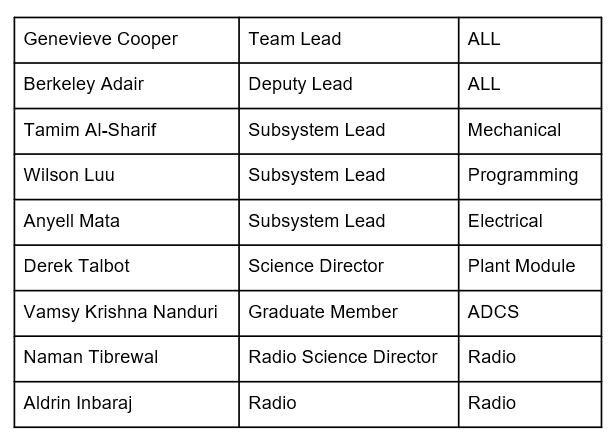 Genevieve Cooper Team Lead ALL
Berkeley Adair Deputy Lead ALL
Tamim Al-Sharif Subsystem Lead Mechanical
Wilson Luu Subsystem Lead Programming
Anyell Mata Subsystem Lead Electrical
Derek Talbot Science Director Plant Module
Vamsy Krishna Nanduri Graduate Member ADCS
Naman Tibrewal Radio Science Director Radio
Aldrin Inbaraj Radio Radio